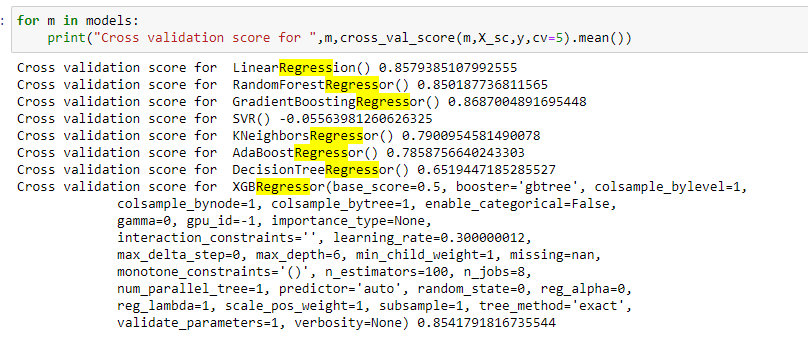 : for m in models:
print("Cross validation score for ",m,cross_val_score(m,X_sc,y,cv=5).mean())
Cross validation score for  LinearRegression() 0.8579385107992555
Cross validation score for  RandomForestRegressor() 0.850187736811565
Cross validation score for  GradientBoostingRegressor() 0.8687004891695448
Cross validation score for  SVR() -0.05563981260626325
Cross validation score for  KNeighborsRegressor() 0.7900954581490078
Cross validation score for  AdaBoostRegressor() 0.7858756640243303
Cross validation score for  DecisionTreeRegressor() 0.6519447185285527
Cross validation score for  XGBRegressor(base_score=0.5, booster='gbtree', colsample_bylevel=1,
colsample_bynode=1, colsample_bytree=1, enable_categorical=False,
gamma=0, gpu_id=-1, importance_type=None,
interaction_constraints='', learning_rate=0.300000012,
max_delta_step=0, max_depth=6, min_child_weight=1, missing=nan,
monotone_constraints='()', n_estimators=100, n_jobs=8,
num_parallel_tree=1, predictor='auto', random_state=0, reg_alpha=0,
reg_lambda=1, scale_pos_weight=1, subsample=1, tree_method='exact',
validate_parameters=1, verbosity=None) 0.8541791816735544